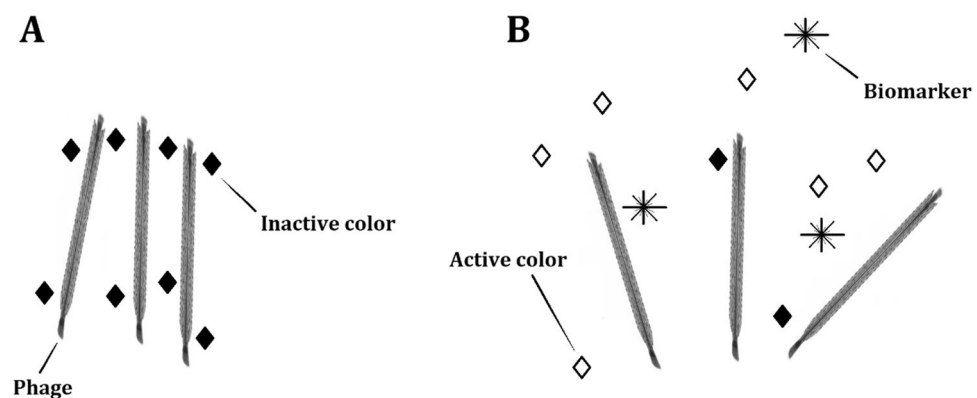 A
B
Biomarker
Inactive color
Active color
Phage